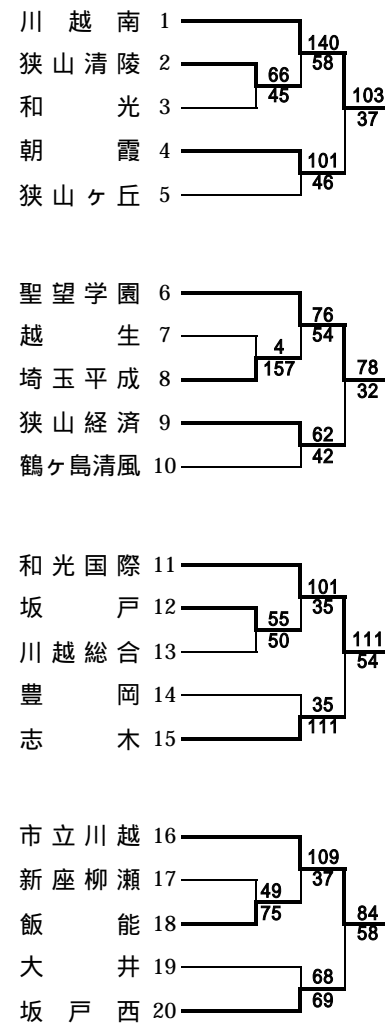 川越南 1
140
58
狭山清陵 2
66
45
103
37
和光 3
朝霞 4
101
46
狭山ヶ丘 5
聖望学園 6
76
54
越生 7
4
157
78
32
埼玉平成 8
狭山経済 9
62
42
鶴ヶ島清風 10
和光国際 11
101
35
坂戸 12
55
50
111
54
川越総合 13
豊岡 14
35
111
志木 15
市立川越 16
109
37
新座柳瀬 17
49
75
84
58
飯能 18
大井 19
68
69
坂戸西 20